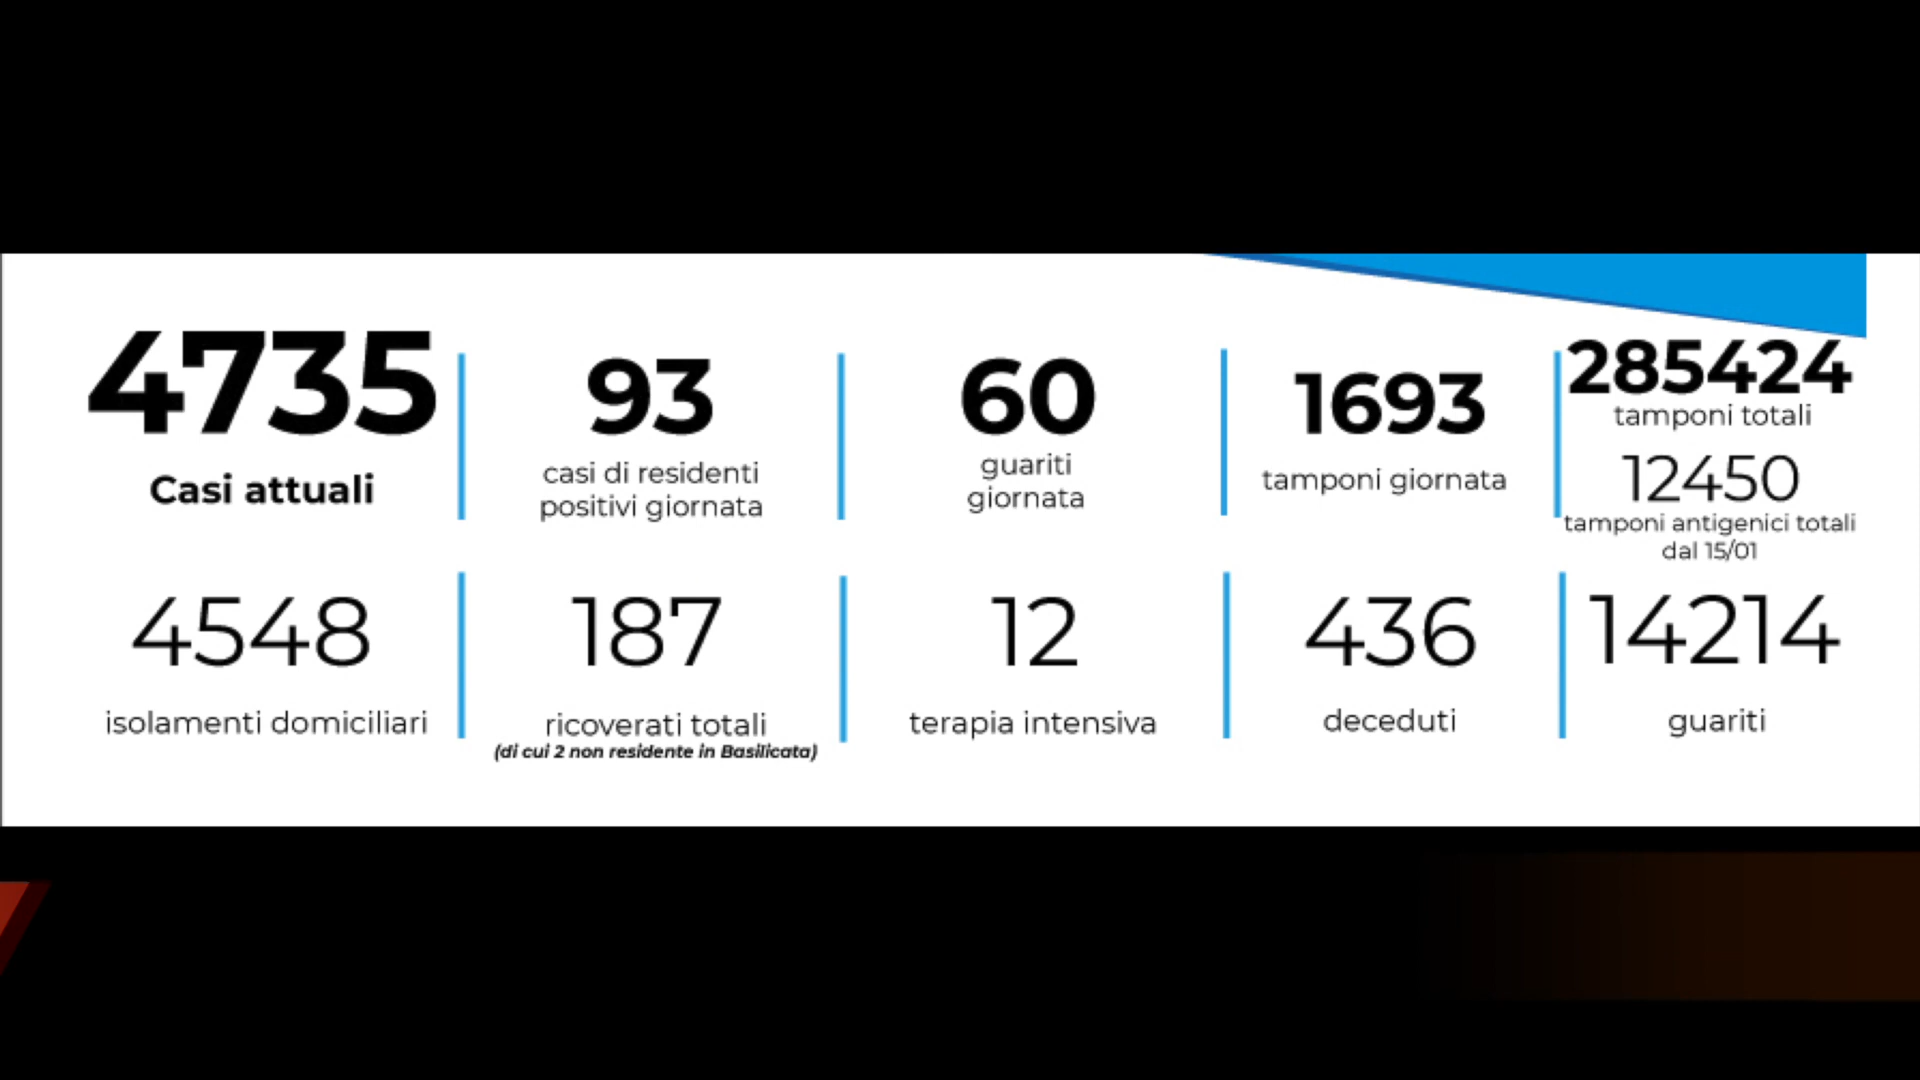 4735
Casi attuali
93
casi di residenti
positivi giornata
60
guariti
giornata
1693
tamponi giornata
285424
tamponi totali
12450
tamponi antigenici totali
dal 15/01
4548
isolamenti domiciliari
187
ricoverati totali
(di cui 2 non residente in Basilicata)
12
terapia intensiva
436
deceduti
14214
guariti